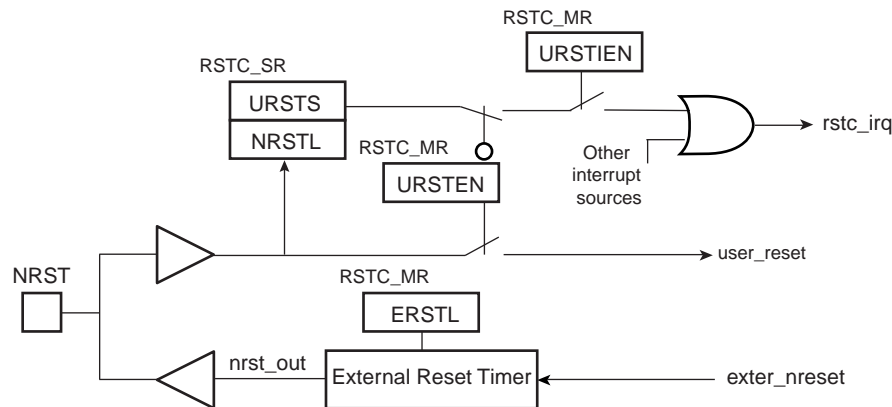 RSTC_MR
URSTIEN
RSTC_SR
URSTS
NRSTL
rstc_irq
RSTC_MR
Other
interrupt
sources
URSTEN
user_reset
NRST
RSTC_MR
ERSTL
nrst_out
External Reset Timer
exter_nreset